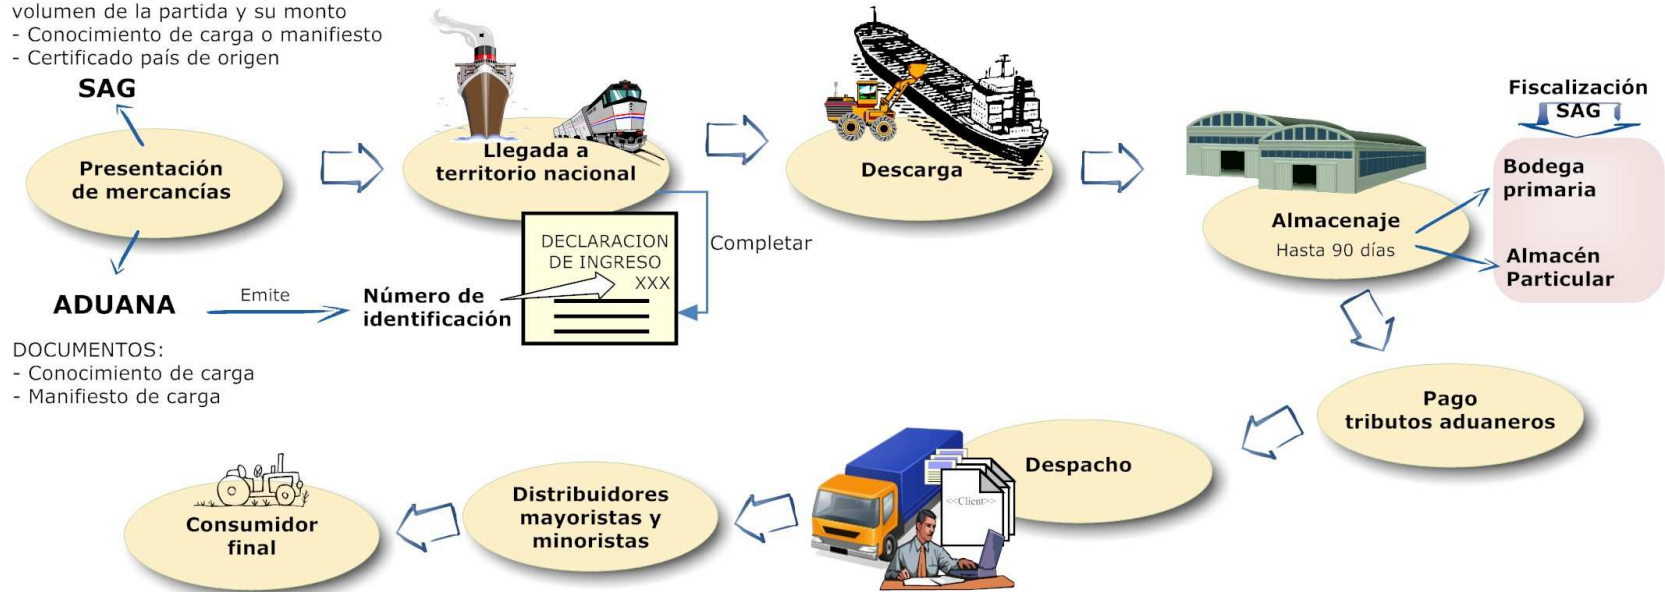 volumen de la partida y su monto
- Conocimiento de carga o manifiesto
- Certificado país de origen
SAG
Presentación
de mercancías
ADUANA
Emite
Número de
identificación
DOCUMENTOS:
- Conocimiento de carga
- Manifiesto de carga
Llegada a
territorio nacional
DECLARACION
DE INGRESO
XXX
Completar
Descarga
Almacenaje
Hasta 90 días
Fiscalización
SAG
Bodega
primaria
Almacén
Particular
Pago
tributos aduaneros
Despacho
<<Client>>
Distribuidores
mayoristas y
minoristas
Consumidor
final